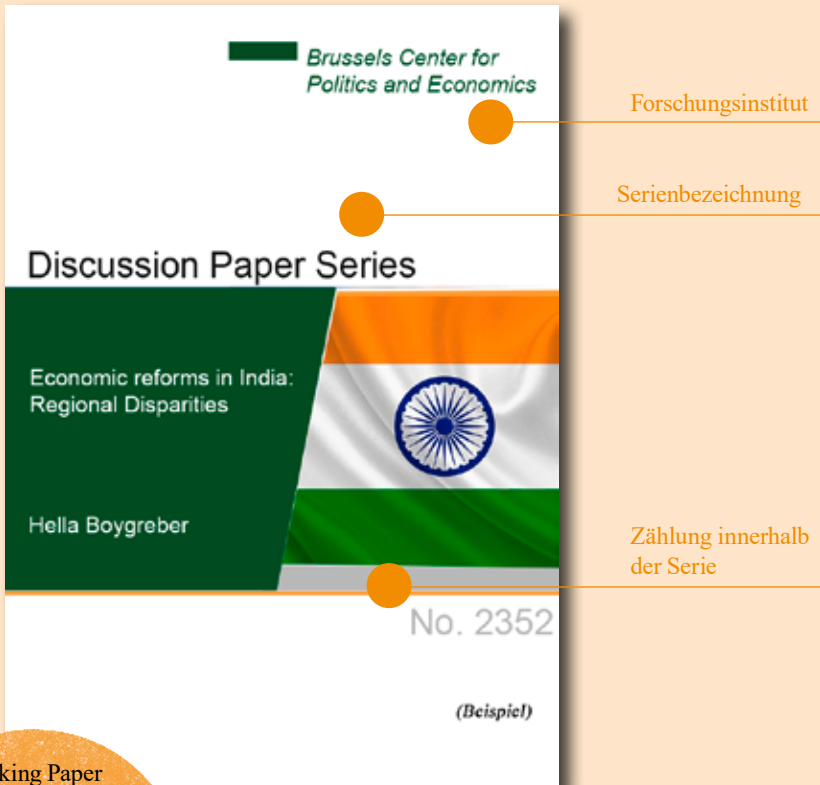 Brussels Center for
Politics and Economics
Forschungsinstitut
Serienbezeichnung
Discussion Paper Series
Economic reforms in India:
Regional Disparities
Hella Boygreber
Zählung innerhalb
der Serie
No. 2352
(Beispiel)
king Paper